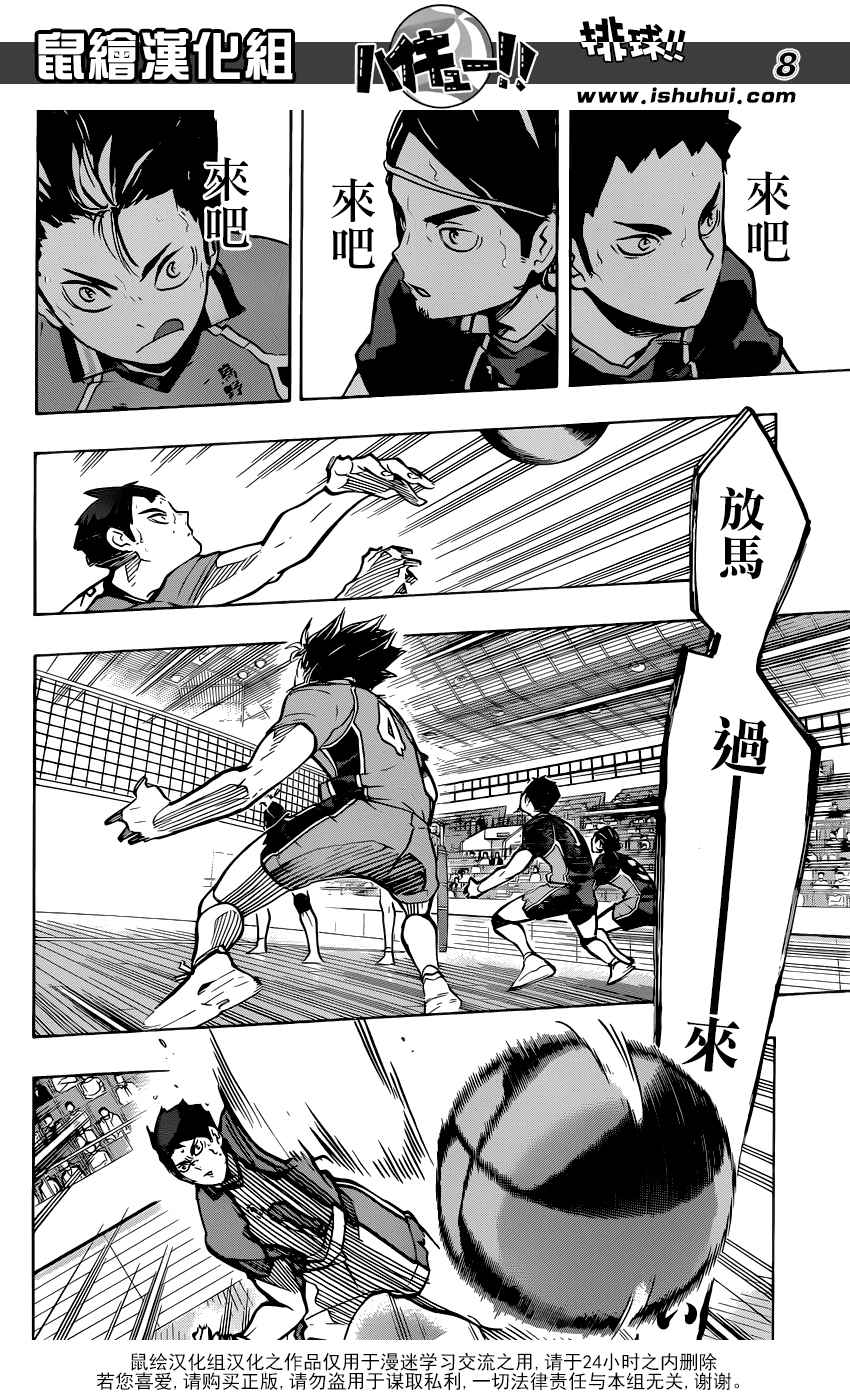 鼠繪漢化組
ハイキュー!!
排球!!
8
www.ishuhui.com
來吧
來吧
來吧
烏野
放馬
過——來
4
鼠绘汉化组汉化之作品仅用于漫迷学习交流之用,请于24小时之内删除
若您喜爱,请购买正版,请勿盗用于谋取私利,一切法律责任与本组无关,谢谢。